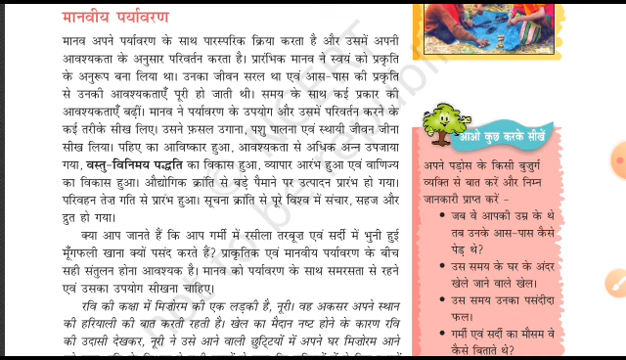 मानवीय पर्यावरण
मानव अपने पर्यावरण के साथ पारस्परिक क्रिया करता है और उसमें अपनी
आवश्यकता के अनुसार परिवर्तन करता है। प्रारंभिक मानव ने स्वयं को प्रकृति
के अनुरूप बना लिया था। उनका जीवन सरल था एवं आस-पास की प्रकृति
से उनकी आवश्यकताएँ पूरी हो जाती थी। समय के साथ कई प्रकार की
आवश्यकताएँ बढ़ीं। मानव ने पर्यावरण के उपयोग और उसमें परिवर्तन करने के
कई तरीके सीख लिए। उसने फ़सल उगाना, पशु पालना एवं स्थायी जीवन जीना
सीख लिया। पहिए का आविष्कार हुआ, आवश्यकता से अधिक अन्न उपजाया
गया, वस्तु-विनिमय पद्धति का विकास हुआ, व्यापार आरंभ हुआ एवं वाणिज्य
का विकास हुआ। औद्योगिक क्रांति से बड़े पैमाने पर उत्पादन प्रारंभ हो गया।
परिवहन तेज गति से प्रारंभ हुआ। सूचना क्रांति से पूरे विश्व में संचार, सहज और
द्रुत हो गया।
क्या आप जानते हैं कि आप गर्मी में रसीला तरबूज एवं सर्दी में भुनी हुई
मूँगफली खाना क्यों पसंद करते हैं? प्राकृतिक एवं मानवीय पर्यावरण के बीच
सही संतुलन होना आवश्यक है। मानव को पर्यावरण के साथ समरसता से रहने
एवं उसका उपयोग सीखना चाहिए।
रवि की कक्षा में मिजोरम की एक लड़की है, नूरी। वह अकसर अपने स्थान
की हरियाली की बात करती रहती है। खेल का मैदान नष्ट होने के कारण रवि
की उदासी देखकर, नूरी ने उसे आने वाली छुट्टियों में अपने घर मिजोरम आने
आओ कुछ करके सीखें
अपने पड़ोस के किसी बुज़ुर्ग
व्यक्ति से बात करें और निम्न
जानकारी प्राप्त करें -
• जब वे आपकी उम्र के थे
तब उनके आस-पास कैसे
पेड़ थे?
• उस समय के घर के अंदर
खेले जाने वाले खेल।
• उस समय उनका पसंदीदा
फल।
• गर्मी एवं सर्दी का मौसम वे
कैसे बिताते थे?